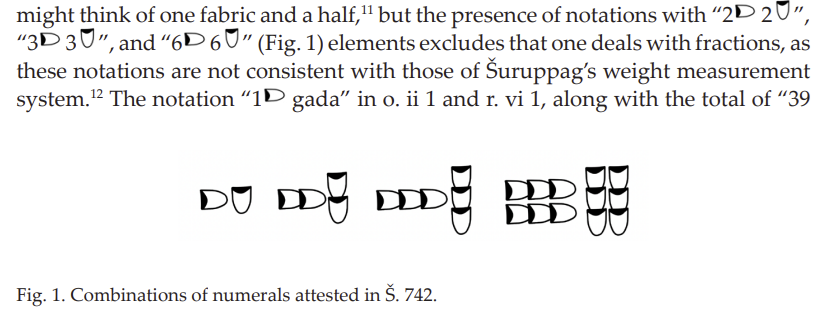 might think of one fabric and a half,¹¹ but the presence of notations with “2D 2U”,
“3D 3U”, and “6D 6U” (Fig. 1) elements excludes that one deals with fractions, as
these notations are not consistent with those of Šuruppag’s weight measurement
system.¹² The notation “1D gada” in o. ii 1 and r. vi 1, along with the total of “39
Fig. 1. Combinations of numerals attested in Š. 742.